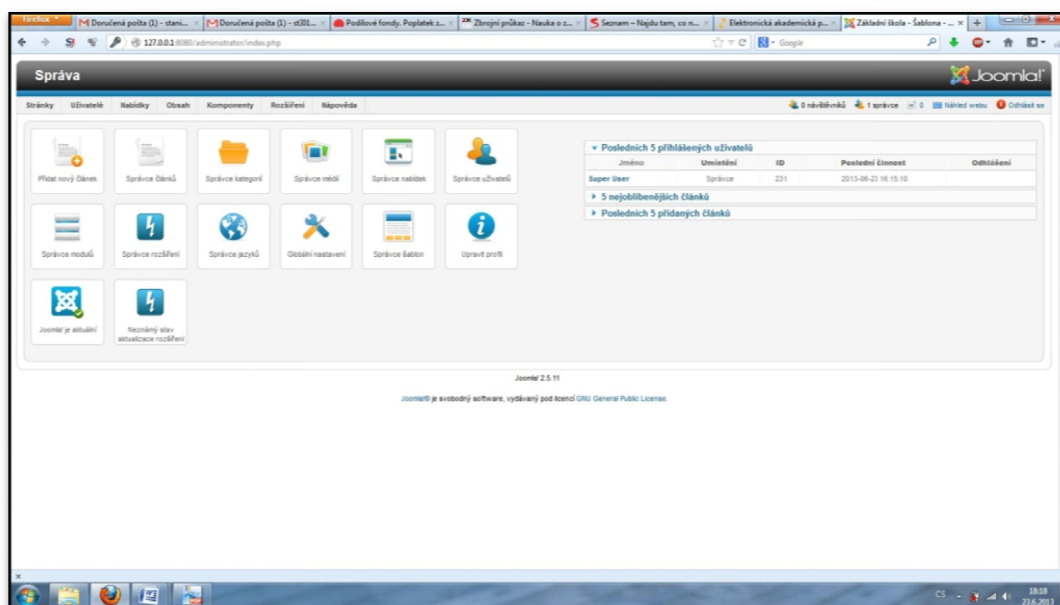 Firefox
Doručená pošta (1) - stani...
Doručená pošta (1) - st301...
Podílové fondy. Poplatek z...
Zbrojní průkaz - Nauka o z...
Seznam – Najdu tam, co n...
Elektronická akademická p...
Základní škola - Šablona - ...
127.0.0.1:8080/administrator/index.php
Google
Správa
Joomla!
Stránky Uživatelé Nabídky Obsah Komponenty Rozšíření Nápověda
0 návštěvníků 1 správce 0 Náhled webu Odhlásit se
Přidat nový článek
Správce článků
Správce kategorií
Správce médií
Správce nabídek
Správce uživatelů
Správce modulů
Správce rozšíření
Správce jazyků
Globální nastavení
Správce šablon
Upravit profil
Joomla! je aktuální
Neznámý stav
aktualizace rozšíření
Posledních 5 přihlášených uživatelů
Jméno Umístění ID Poslední činnost Odhlášení
Super User Správce 231 2013-06-23 16:15:10
5 nejoblíbenějších článků
Posledních 5 přidaných článků
Joomla! 2.5.11
Joomla!® je svobodný software, vydávaný pod licencí GNU General Public License.
CS
18:18
23.6.2013